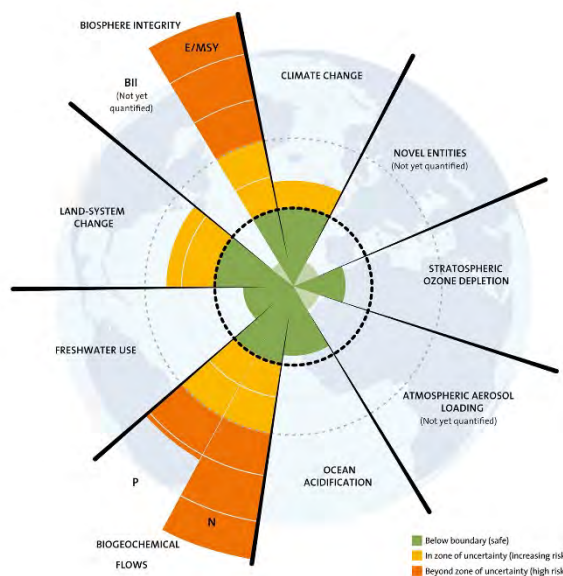 BIOSPHERE INTEGRITY
E/MSY
CLIMATE CHANGE
BII
(Not yet
quantified)
NOVEL ENTITIES
(Not yet quantified)
LAND-SYSTEM
CHANGE
STRATOSPHERIC
OZONE DEPLETION
FRESHWATER USE
ATMOSPHERIC AEROSOL
LOADING
(Not yet quantified)
OCEAN
ACIDIFICATION
P
N
BIOGEOCHEMICAL
FLOWS
Below boundary (safe)
In zone of uncertainty (increasing risk
Beyond zone of uncertainty (high risk